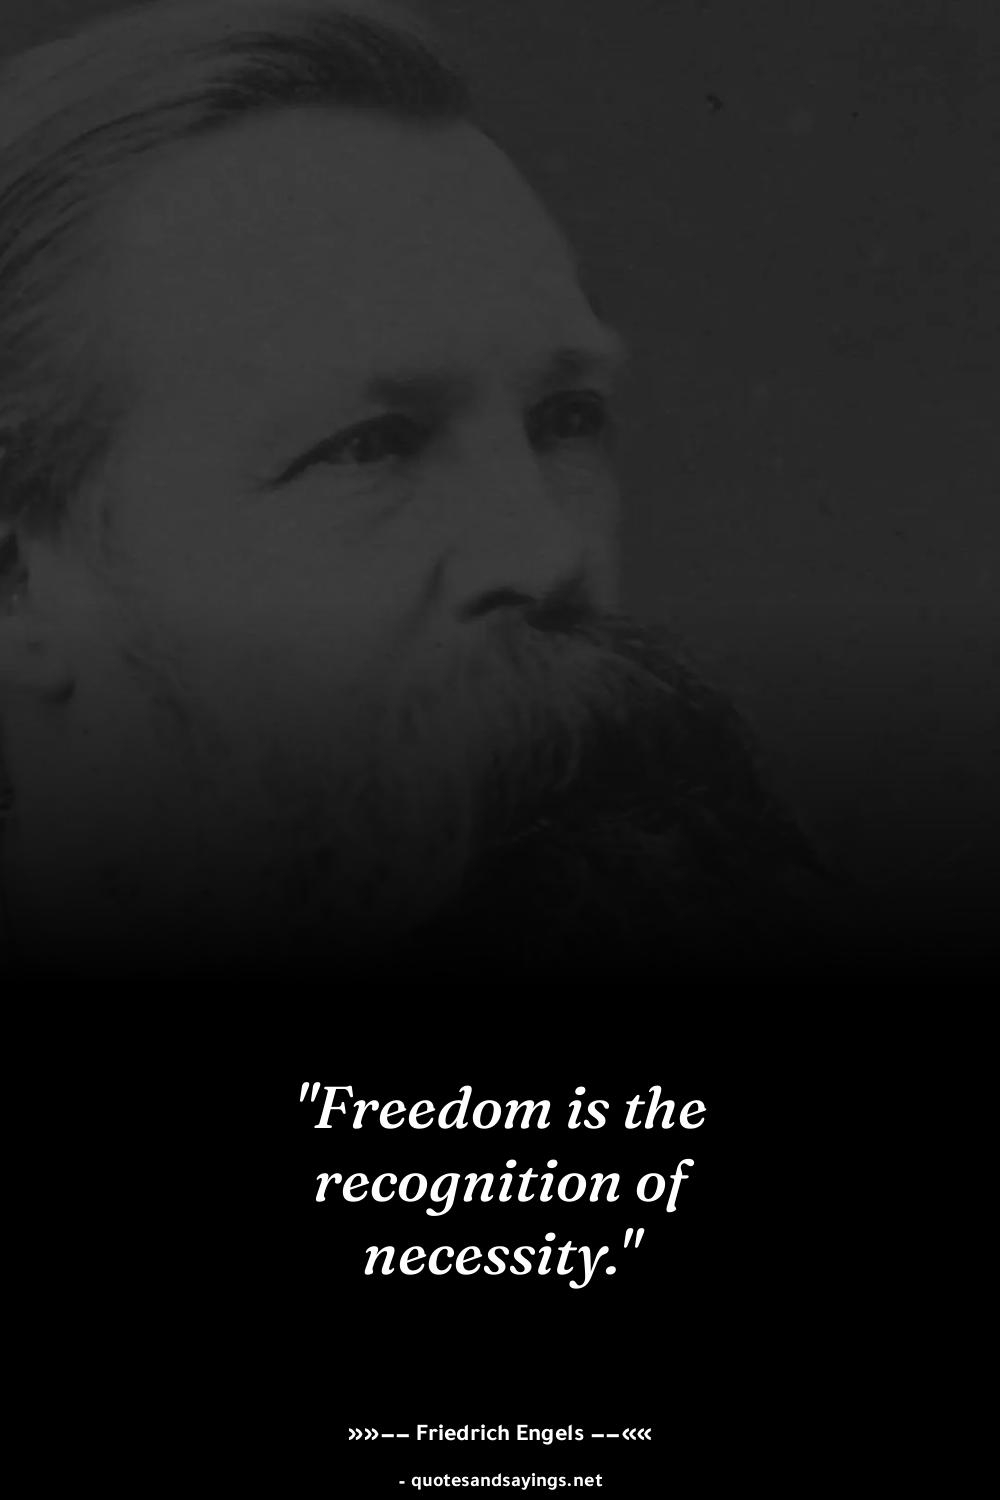 "Freedom is the
recognition of
necessity."
»»−− Friedrich Engels −−««
- quotesandsayings.net